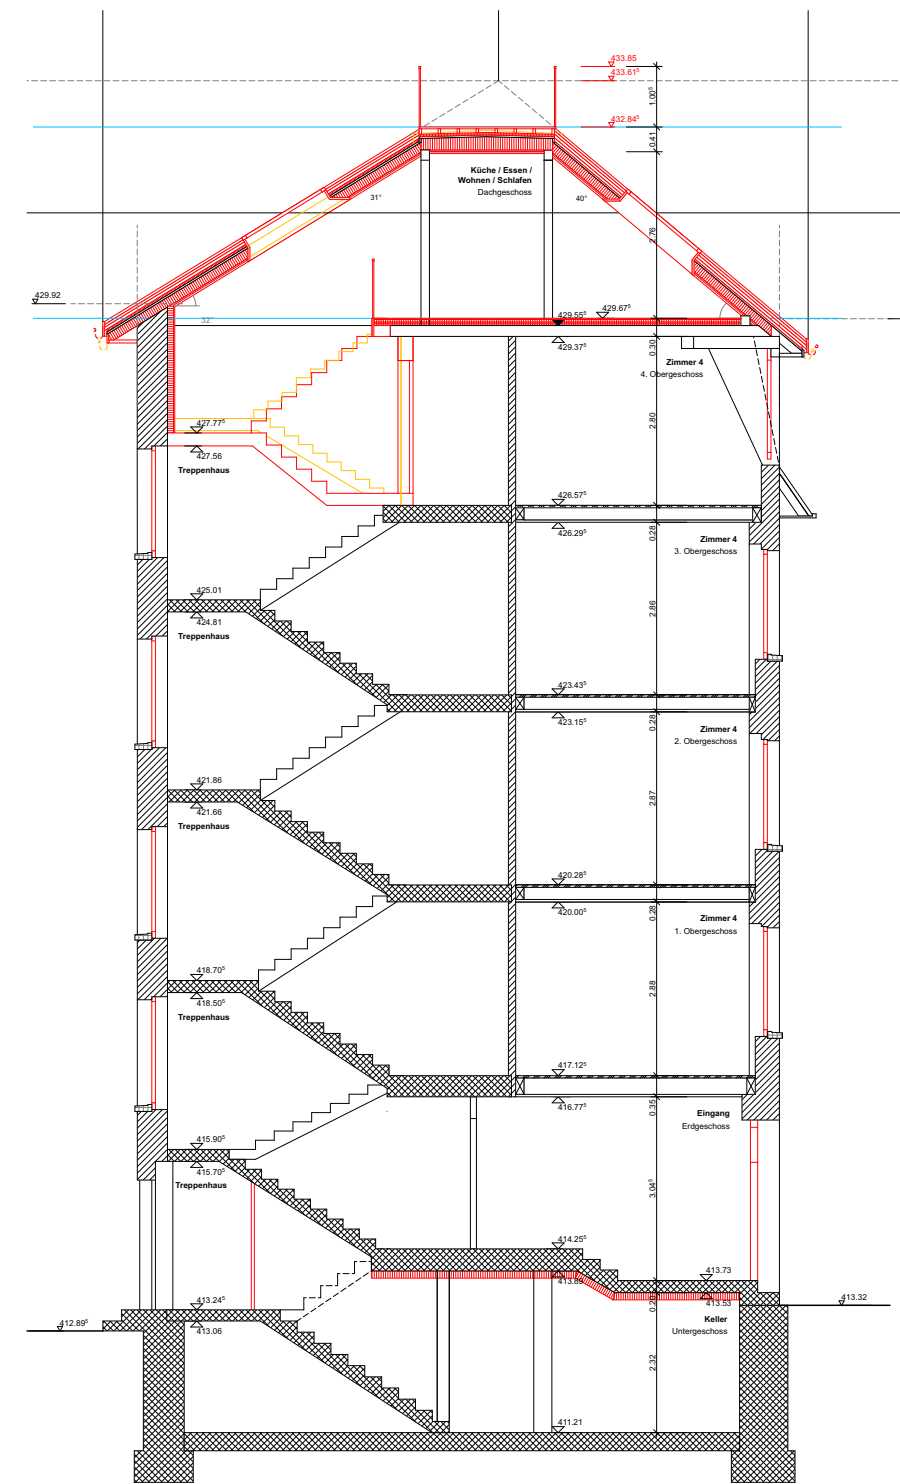 433.85
433.61⁵
1.00⁵
432.84⁵
0.41
Küche / Essen /
Wohnen / Schlafen
Dachgeschoss
31°
40°
2.76
429.92
429.67⁵
429.55⁵
32°
0.30
429.37⁵
Zimmer 4
4. Obergeschoss
2.80
427.77⁵
427.56
Treppenhaus
426.57⁵
0.28
426.29⁵
Zimmer 4
3. Obergeschoss
425.01
2.86
424.81
Treppenhaus
423.43⁵
0.28
423.15⁵
Zimmer 4
2. Obergeschoss
421.86
2.87
421.66
Treppenhaus
420.28⁵
0.28
420.00⁵
Zimmer 4
1. Obergeschoss
418.70⁵
2.88
418.50⁵
Treppenhaus
417.12⁵
0.35
416.77⁵
Eingang
Erdgeschoss
415.90⁵
415.70⁵
3.04⁵
Treppenhaus
414.25⁵
413.89
413.73
0.20
413.53
413.32
413.24⁵
Keller
Untergeschoss
412.89⁵
413.06
2.32
411.21